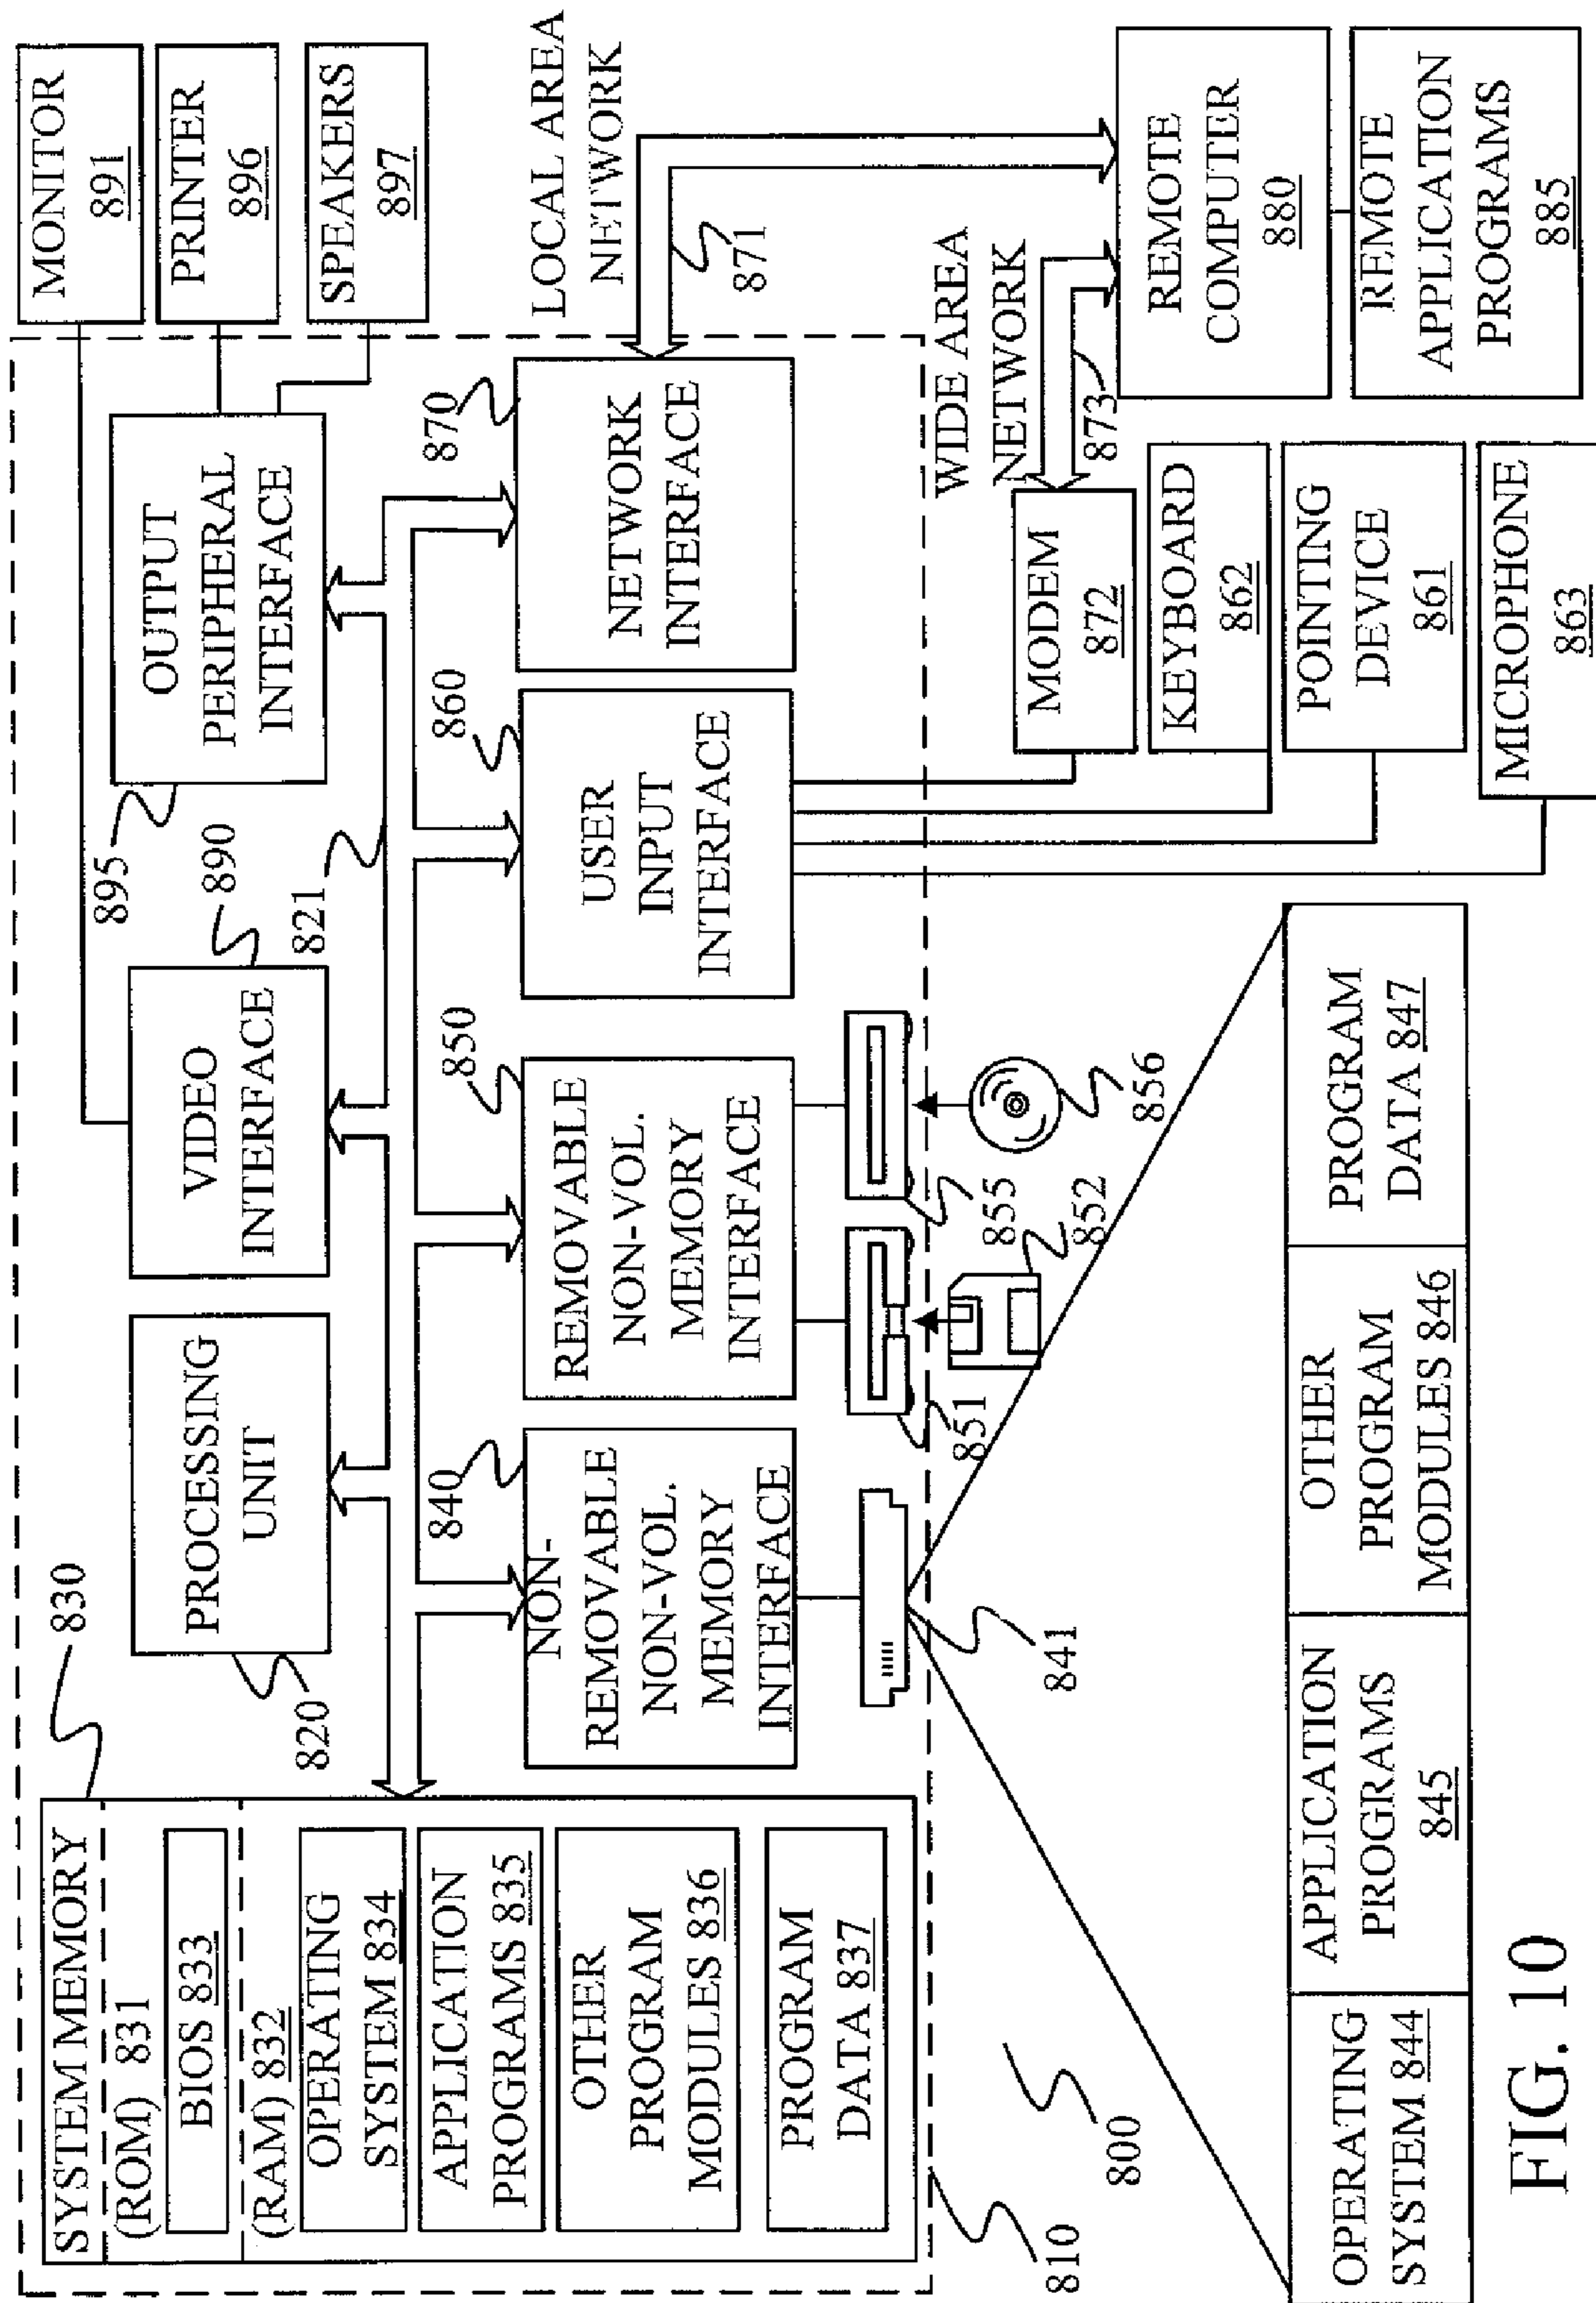 SYSTEM MEMORY
(ROM) 831
BIOS 833
(RAM) 832
OPERATING
SYSTEM 834
APPLICATION
PROGRAMS 835
OTHER
PROGRAM
MODULES 836
PROGRAM
DATA 837
830
820
PROCESSING
UNIT
VIDEO
INTERFACE
890
895
821
OUTPUT
PERIPHERAL
INTERFACE
MONITOR
891
PRINTER
896
SPEAKERS
897
840
NON-
REMOVABLE
NON-VOL.
MEMORY
INTERFACE
850
REMOVABLE
NON-VOL.
MEMORY
INTERFACE
860
USER
INPUT
INTERFACE
870
NETWORK
INTERFACE
LOCAL AREA
NETWORK
871
841
851
855
852
856
WIDE AREA
NETWORK
873
MODEM
872
KEYBOARD
862
POINTING
DEVICE
861
MICROPHONE
863
REMOTE
COMPUTER
880
REMOTE
APPLICATION
PROGRAMS
885
810
800
OPERATING
SYSTEM 844
APPLICATION
PROGRAMS
845
OTHER
PROGRAM
MODULES 846
PROGRAM
DATA 847
FIG. 10